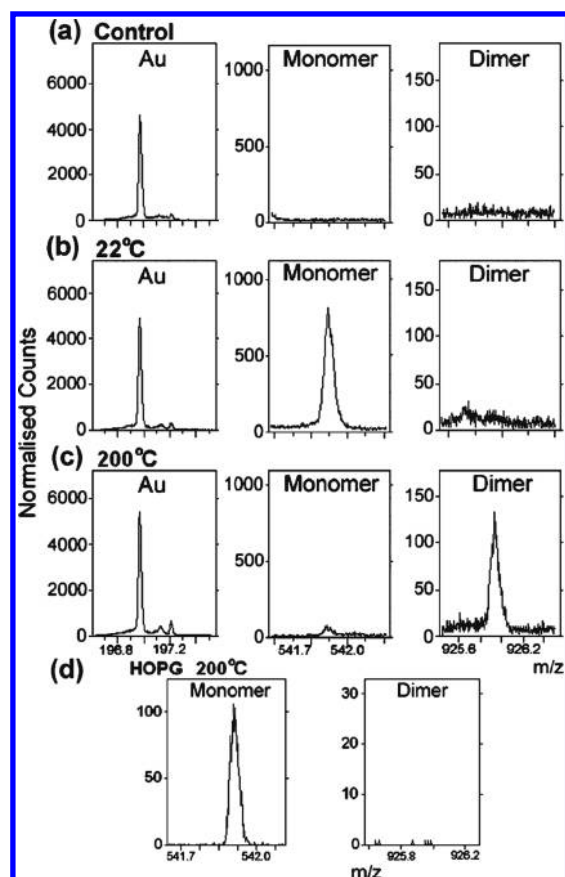 (a) Control
Au Monomer Dimer
6000 1000 150
4000 100
500
2000 50
0 0 0
(b) 22°C
Au Monomer Dimer
6000 1000 150
4000 100
500
2000 50
0 0 0
(c) 200°C
Au Monomer Dimer
6000 1000 150
4000 100
500
2000 50
0 0 0
196.8 197.2 541.7 542.0 925.6 926.2
m/z
Normalised Counts
(d) HOPG 200°C
Monomer Dimer
100 30
20
50
10
0 0
541.7 542.0 925.8 926.2
m/z